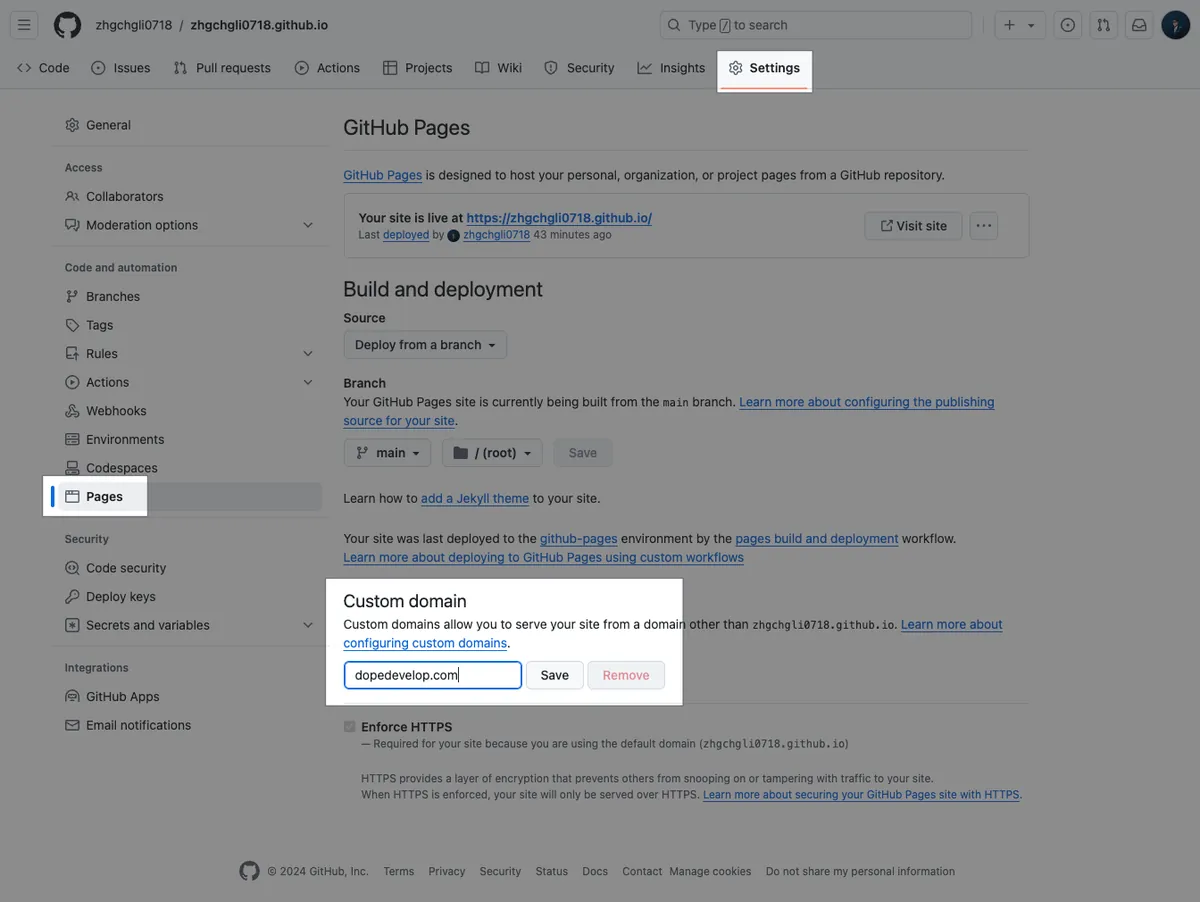 zhgchgli0718 / zhgchgli0718.github.io
Type / to search
Code Issues Pull requests Actions Projects Wiki Security Insights Settings
General
Access
Collaborators
Moderation options
Code and automation
Branches
Tags
Rules
Actions
Webhooks
Environments
Codespaces
Pages
Security
Code security
Deploy keys
Secrets and variables
Integrations
GitHub Apps
Email notifications
GitHub Pages
GitHub Pages is designed to host your personal, organization, or project pages from a GitHub repository.
Your site is live at https://zhgchgli0718.github.io/
Last deployed by zhgchgli0718 43 minutes ago
Visit site
Build and deployment
Source
Deploy from a branch
Branch
Your GitHub Pages site is currently being built from the main branch. Learn more about configuring the publishing
source for your site.
main / (root) Save
Learn how to add a Jekyll theme to your site.
Your site was last deployed to the github-pages environment by the pages build and deployment workflow.
Learn more about deploying to GitHub Pages using custom workflows
Custom domain
Custom domains allow you to serve your site from a domain other than zhgchgli0718.github.io. Learn more about
configuring custom domains.
dopedevelop.com Save Remove
Enforce HTTPS
— Required for your site because you are using the default domain (zhgchgli0718.github.io)
HTTPS provides a layer of encryption that prevents others from snooping on or tampering with traffic to your site.
When HTTPS is enforced, your site will only be served over HTTPS. Learn more about securing your GitHub Pages site with HTTPS.
© 2024 GitHub, Inc. Terms Privacy Security Status Docs Contact Manage cookies Do not share my personal information